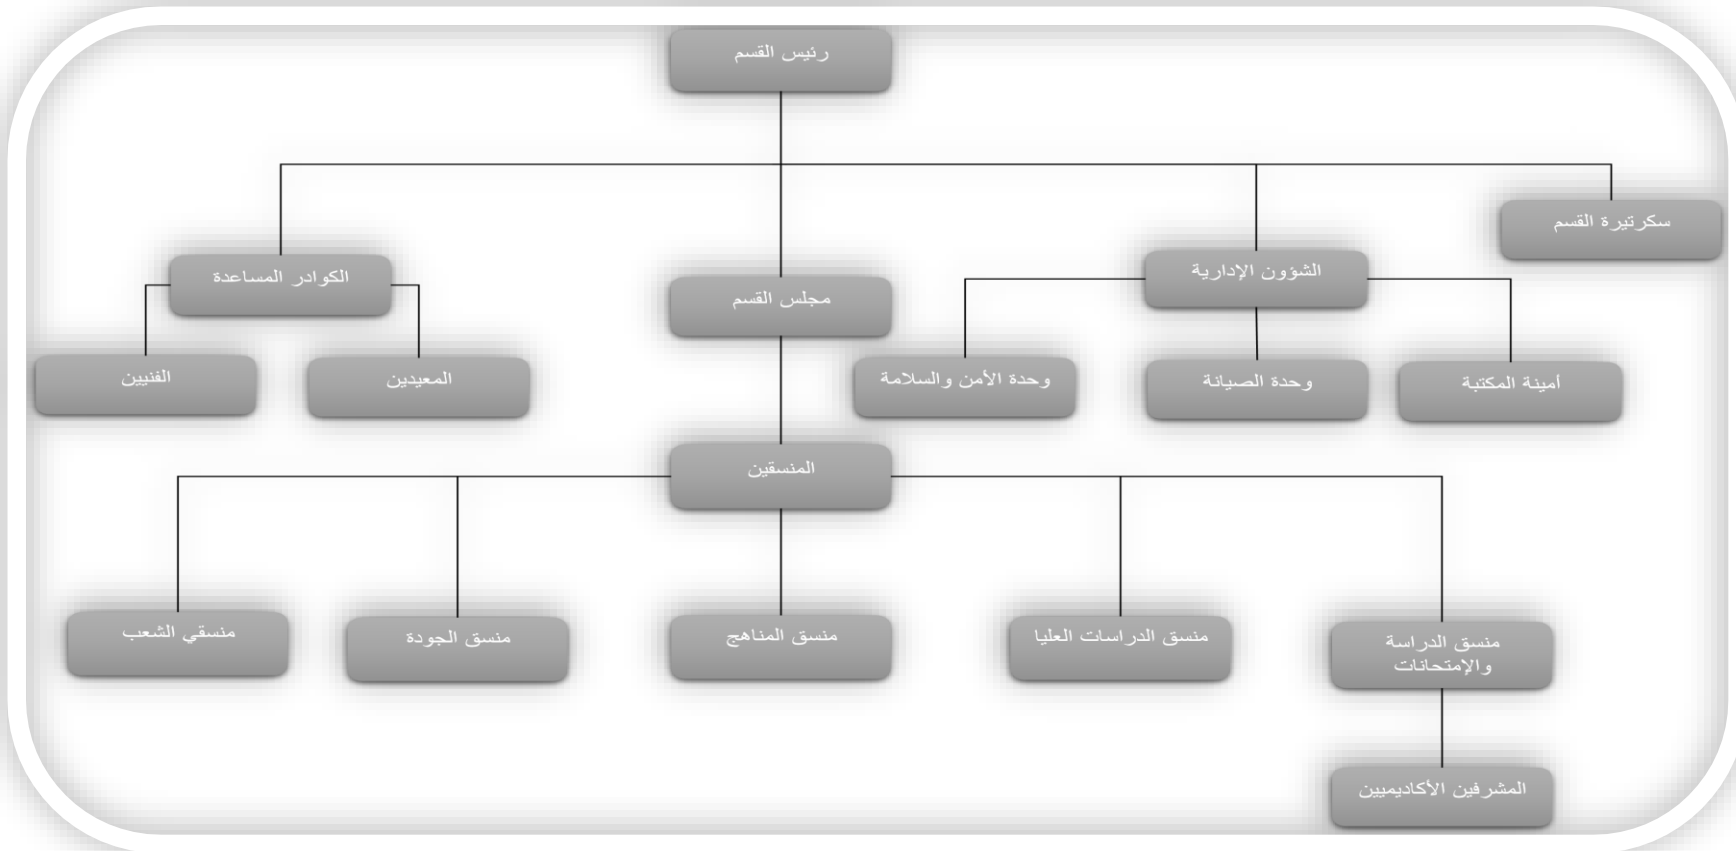 رئيس القسم
سكرتيرة القسم
الشؤون الإدارية
مجلس القسم
الكوادر المساعدة
أمينة المكتبة
وحدة الصيانة
وحدة الأمن والسلامة
المعيدين
الفنيين
المنسقين
منسق الدراسة
والإمتحانات
منسق الدراسات العليا
منسق المناهج
منسق الجودة
منسقي الشعب
المشرفين الأكاديميين